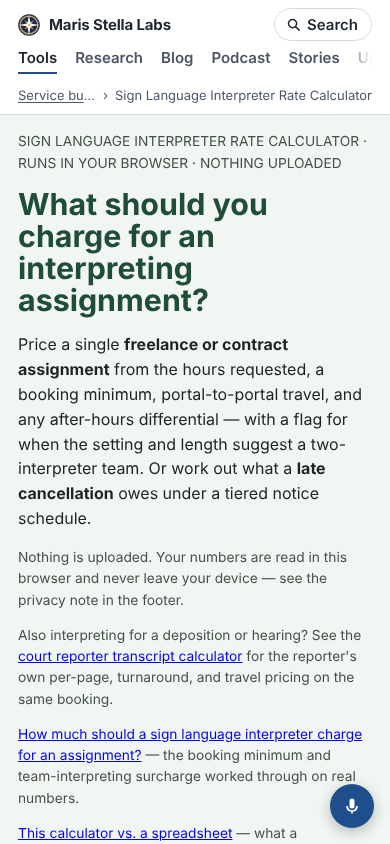 Maris Stella Labs
Search
Tools Research Blog Podcast Stories
Service bu... › Sign Language Interpreter Rate Calculator
SIGN LANGUAGE INTERPRETER RATE CALCULATOR ·
RUNS IN YOUR BROWSER · NOTHING UPLOADED
What should you
charge for an
interpreting
assignment?
Price a single freelance or contract
assignment from the hours requested, a
booking minimum, portal-to-portal travel, and
any after-hours differential — with a flag for
when the setting and length suggest a two-
interpreter team. Or work out what a late
cancellation owes under a tiered notice
schedule.
Nothing is uploaded. Your numbers are read in this
browser and never leave your device — see the
privacy note in the footer.
Also interpreting for a deposition or hearing? See the
court reporter transcript calculator for the reporter's
own per-page, turnaround, and travel pricing on the
same booking.
How much should a sign language interpreter charge
for an assignment? — the booking minimum and
team-interpreting surcharge worked through on real
numbers.
This calculator vs. a spreadsheet — what a